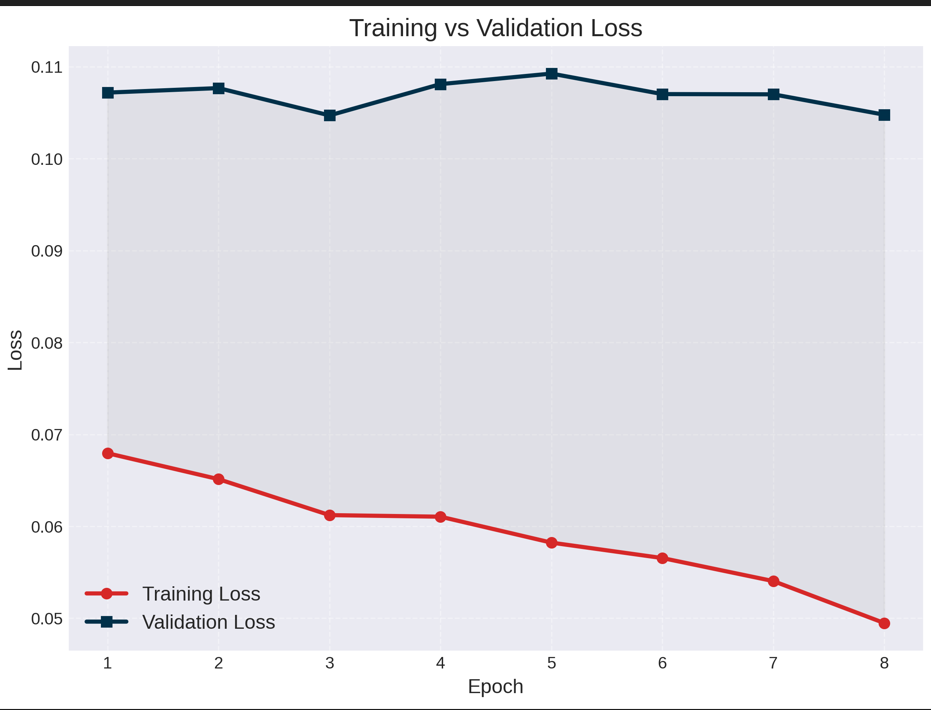 Training vs Validation Loss
0.11
0.10
0.09
0.08
0.07
0.06
0.05
Loss
Training Loss
Validation Loss
1 2 3 4 5 6 7 8
Epoch